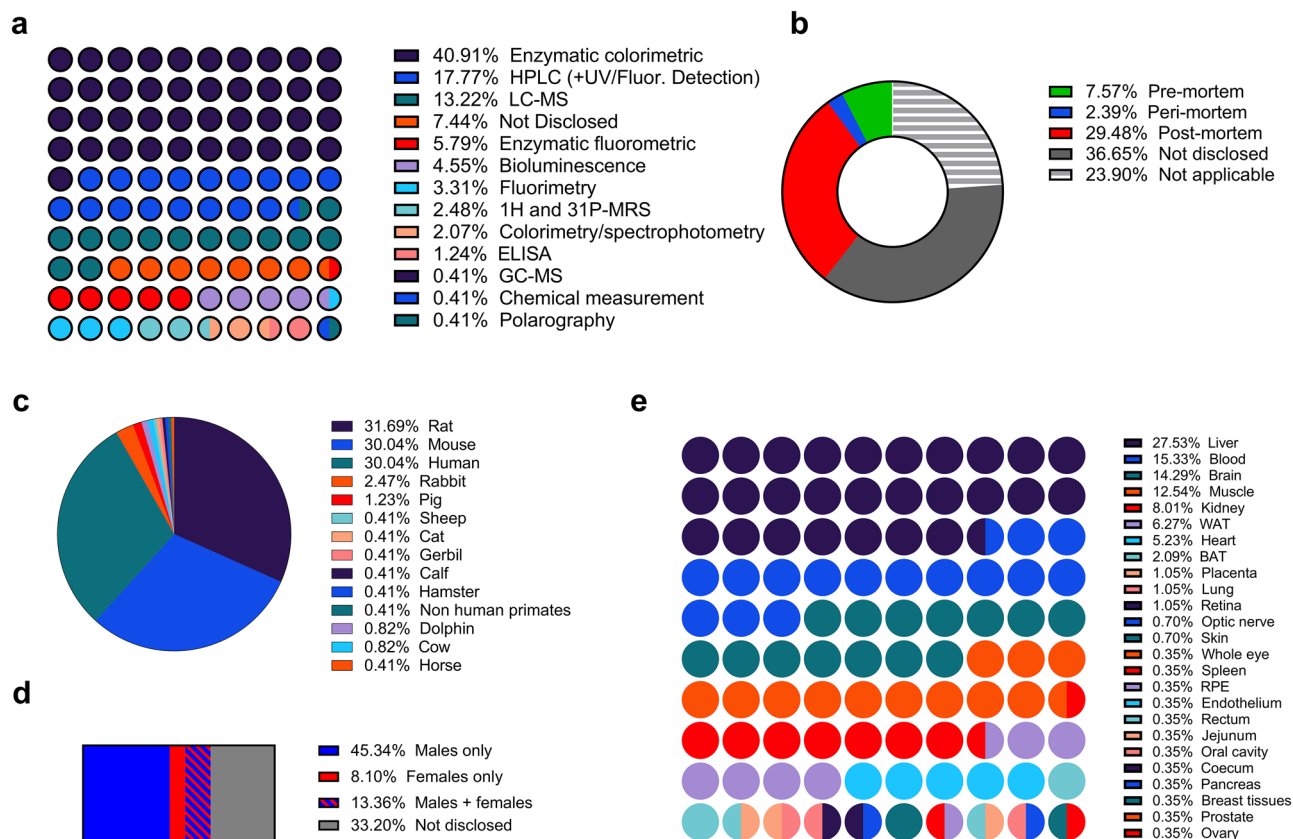 a
40.91% Enzymatic colorimetric
17.77% HPLC (+UV/Fluor. Detection)
13.22% LC-MS
7.44% Not Disclosed
5.79% Enzymatic fluorometric
4.55% Bioluminescence
3.31% Fluorimetry
2.48% 1H and 31P-MRS
2.07% Colorimetry/spectrophotometry
1.24% ELISA
0.41% GC-MS
0.41% Chemical measurement
0.41% Polarography
b
7.57% Pre-mortem
2.39% Peri-mortem
29.48% Post-mortem
36.65% Not disclosed
23.90% Not applicable
c
31.69% Rat
30.04% Mouse
30.04% Human
2.47% Rabbit
1.23% Pig
0.41% Sheep
0.41% Cat
0.41% Gerbil
0.41% Calf
0.41% Hamster
0.41% Non human primates
0.82% Dolphin
0.82% Cow
0.41% Horse
d
45.34% Males only
8.10% Females only
13.36% Males + females
33.20% Not disclosed
e
27.53% Liver
15.33% Blood
14.29% Brain
12.54% Muscle
8.01% Kidney
6.27% WAT
5.23% Heart
2.09% BAT
1.05% Placenta
1.05% Lung
1.05% Retina
0.70% Optic nerve
0.70% Skin
0.35% Whole eye
0.35% Spleen
0.35% RPE
0.35% Endothelium
0.35% Rectum
0.35% Jejunum
0.35% Oral cavity
0.35% Coecum
0.35% Pancreas
0.35% Breast tissues
0.35% Prostate
0.35% Ovary